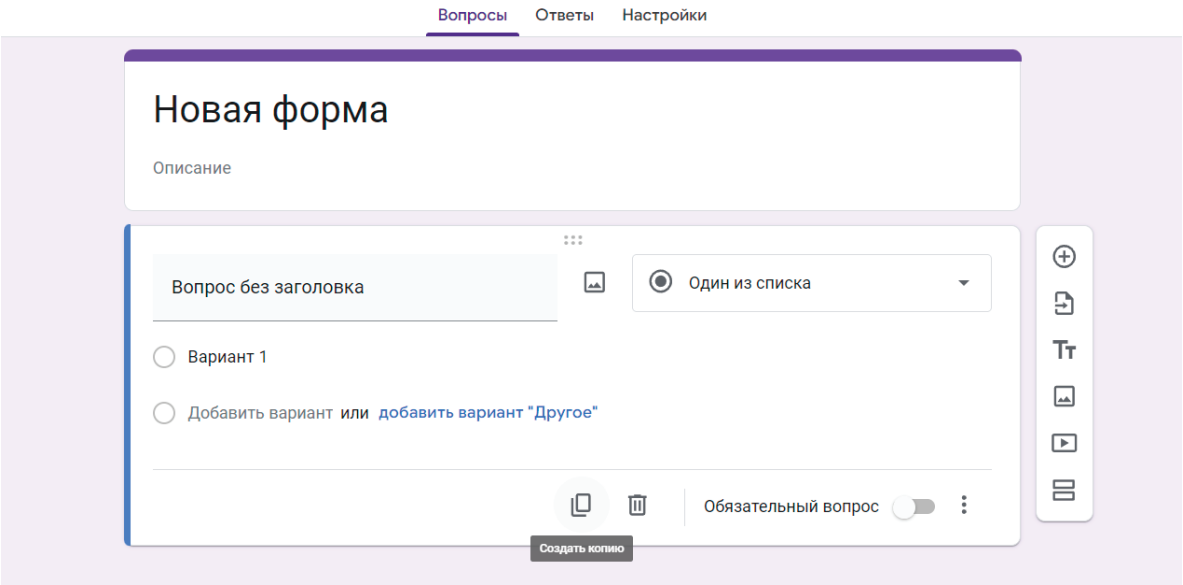 Вопросы Ответы Настройки
Новая форма
Описание
Вопрос без заголовка
Один из списка
Вариант 1
Добавить вариант или добавить вариант "Другое"
Обязательный вопрос
Создать копию
Тт